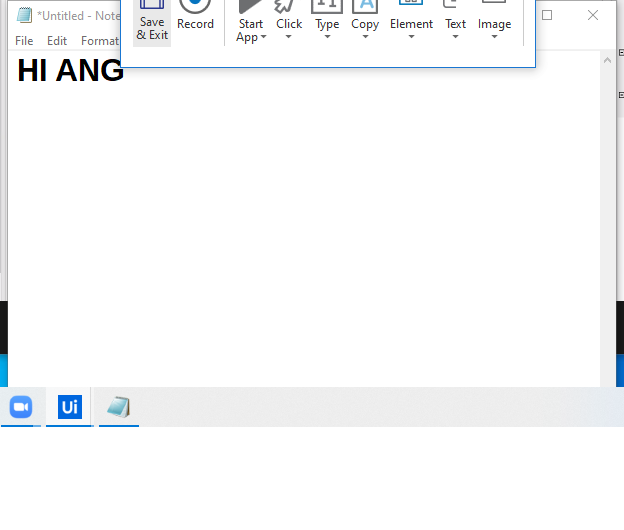 *Untitled - Note
File Edit Format
Save & Exit
Record
Start App
Click
Type
Copy
Element
Text
Image
HI ANG
Ui